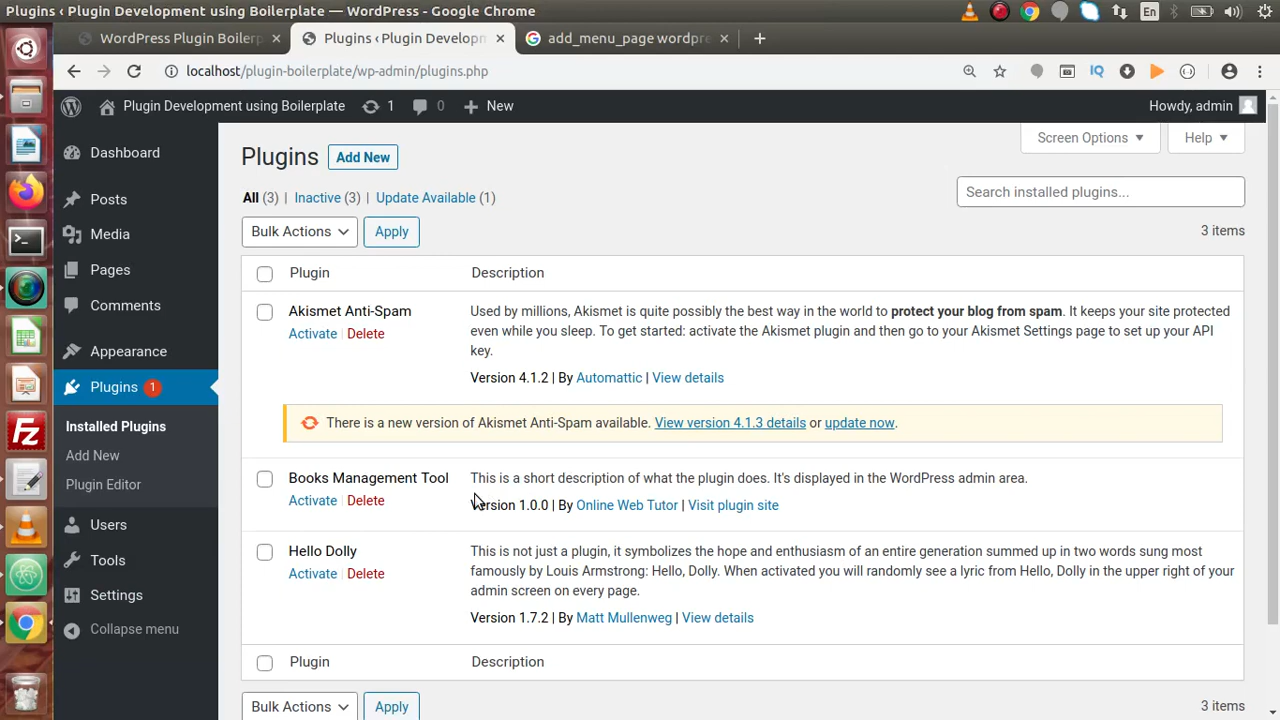 Plugins ‹ Plugin Development using Boilerplate — WordPress - Google Chrome
En
WordPress Plugin Boilerp
Plugins ‹ Plugin Develop
add_menu_page wordpre
localhost/plugin-boilerplate/wp-admin/plugins.php
IQ
Plugin Development using Boilerplate
1
0
New
Howdy, admin
Dashboard
Posts
Media
Pages
Comments
Appearance
Plugins 1
Installed Plugins
Add New
Plugin Editor
Users
Tools
Settings
Collapse menu
Screen Options
Help
Plugins
Add New
All (3) | Inactive (3) | Update Available (1)
Search installed plugins...
Bulk Actions
Apply
3 items
Plugin
Description
Akismet Anti-Spam
Activate | Delete
Used by millions, Akismet is quite possibly the best way in the world to protect your blog from spam. It keeps your site protected
even while you sleep. To get started: activate the Akismet plugin and then go to your Akismet Settings page to set up your API
key.
Version 4.1.2 | By Automattic | View details
There is a new version of Akismet Anti-Spam available. View version 4.1.3 details or update now.
Books Management Tool
Activate | Delete
This is a short description of what the plugin does. It's displayed in the WordPress admin area.
Version 1.0.0 | By Online Web Tutor | Visit plugin site
Hello Dolly
Activate | Delete
This is not just a plugin, it symbolizes the hope and enthusiasm of an entire generation summed up in two words sung most
famously by Louis Armstrong: Hello, Dolly. When activated you will randomly see a lyric from Hello, Dolly in the upper right of your
admin screen on every page.
Version 1.7.2 | By Matt Mullenweg | View details
Plugin
Description
Bulk Actions
Apply
3 items